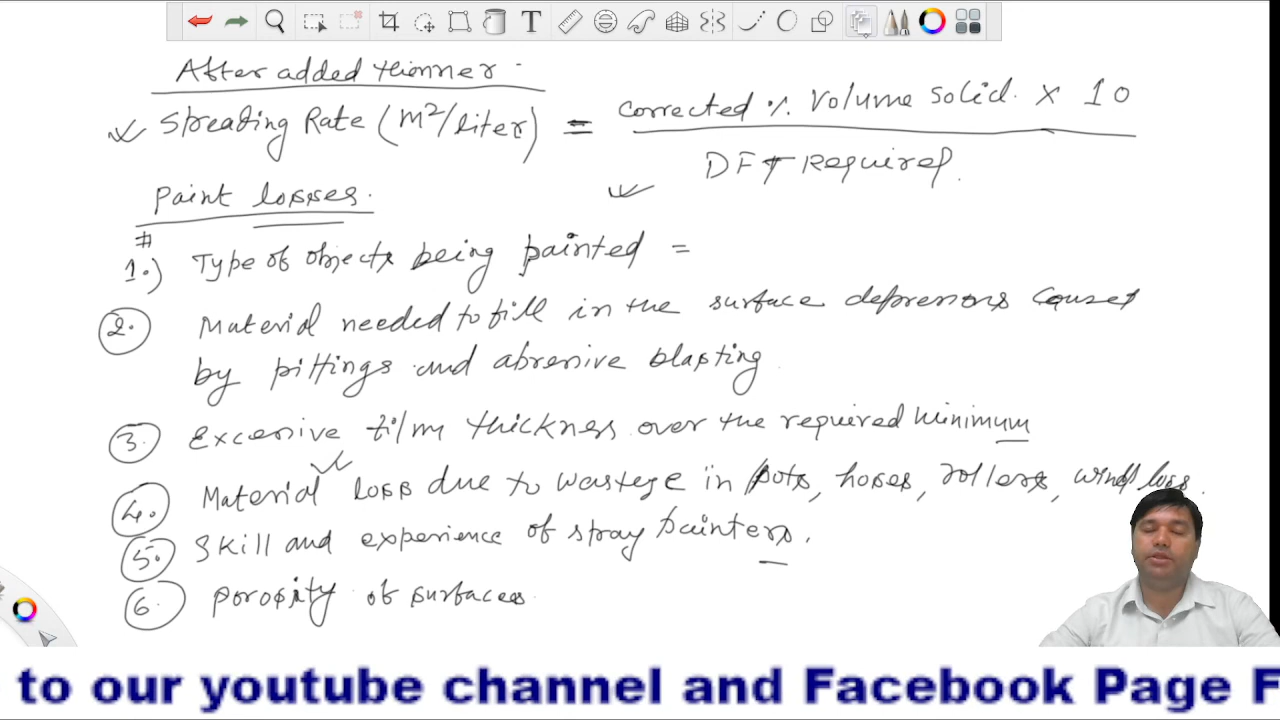 After added thinner
Spreading Rate (M²/liter) = Corrected % Volume solid. X 10
DFT Required.
Paint losses.
#
1.) Type of objects being painted =
2. Material needed to fill in the surface depressions caused
by pittings and abrasive blasting
3. Excessive film thickness over the required minimum
4. Material loss due to wastege in pots, hoses, rollers, wind loss.
5. Skill and experience of spray painters.
6. porosity of surfaces
to our youtube channel and Facebook Page F